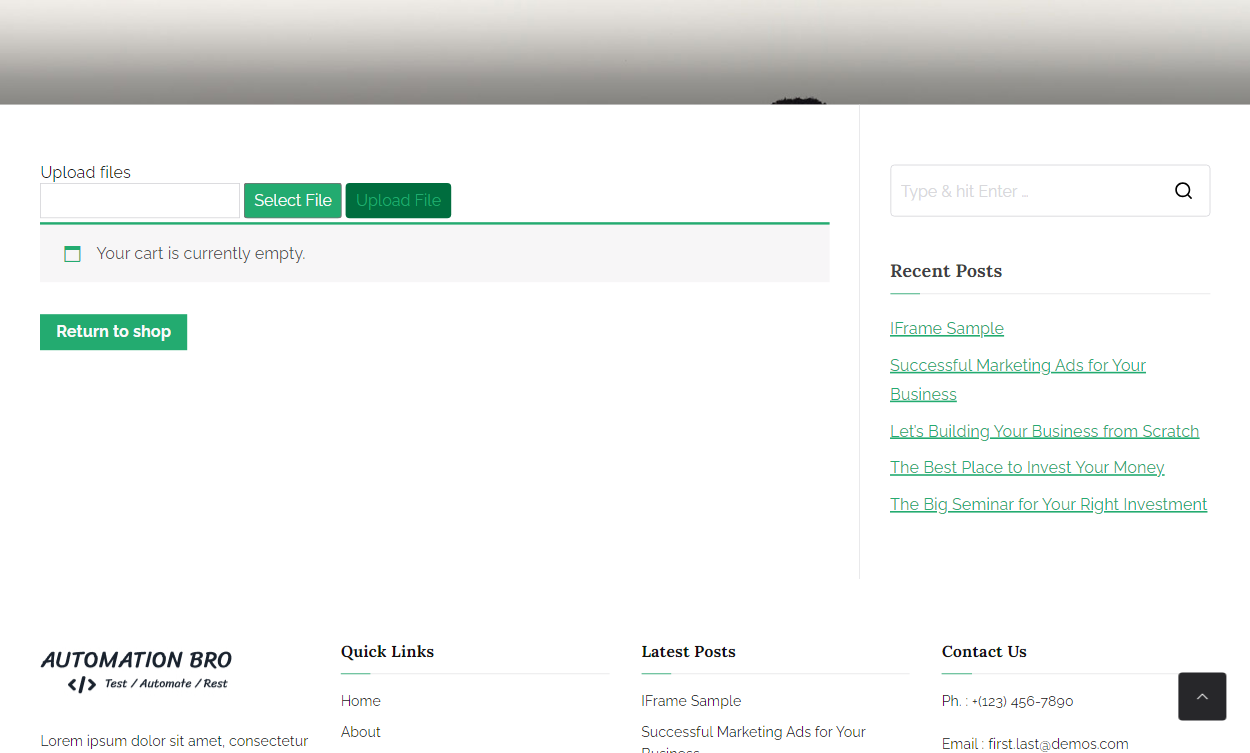 Upload files
Select File
Upload File
Your cart is currently empty.
Return to shop
Type & hit Enter ...
Recent Posts
IFrame Sample
Successful Marketing Ads for Your
Business
Let's Building Your Business from Scratch
The Best Place to Invest Your Money
The Big Seminar for Your Right Investment
AUTOMATION BRO
</> Test / Automate / Rest
Lorem ipsum dolor sit amet, consectetur
Quick Links
Home
About
Latest Posts
IFrame Sample
Successful Marketing Ads for Your
Business
Contact Us
Ph. : +(123) 456-7890
Email : first.last@demos.com